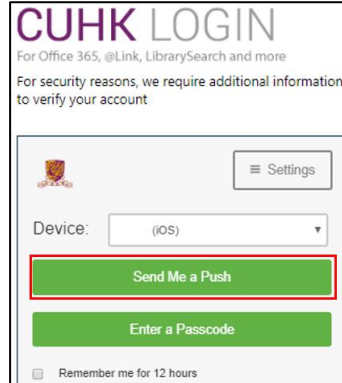 CUHK LOGIN
For Office 365, @Link, LibrarySearch and more
For security reasons, we require additional information
to verify your account
≡ Settings
Device: (iOS)
Send Me a Push
Enter a Passcode
Remember me for 12 hours